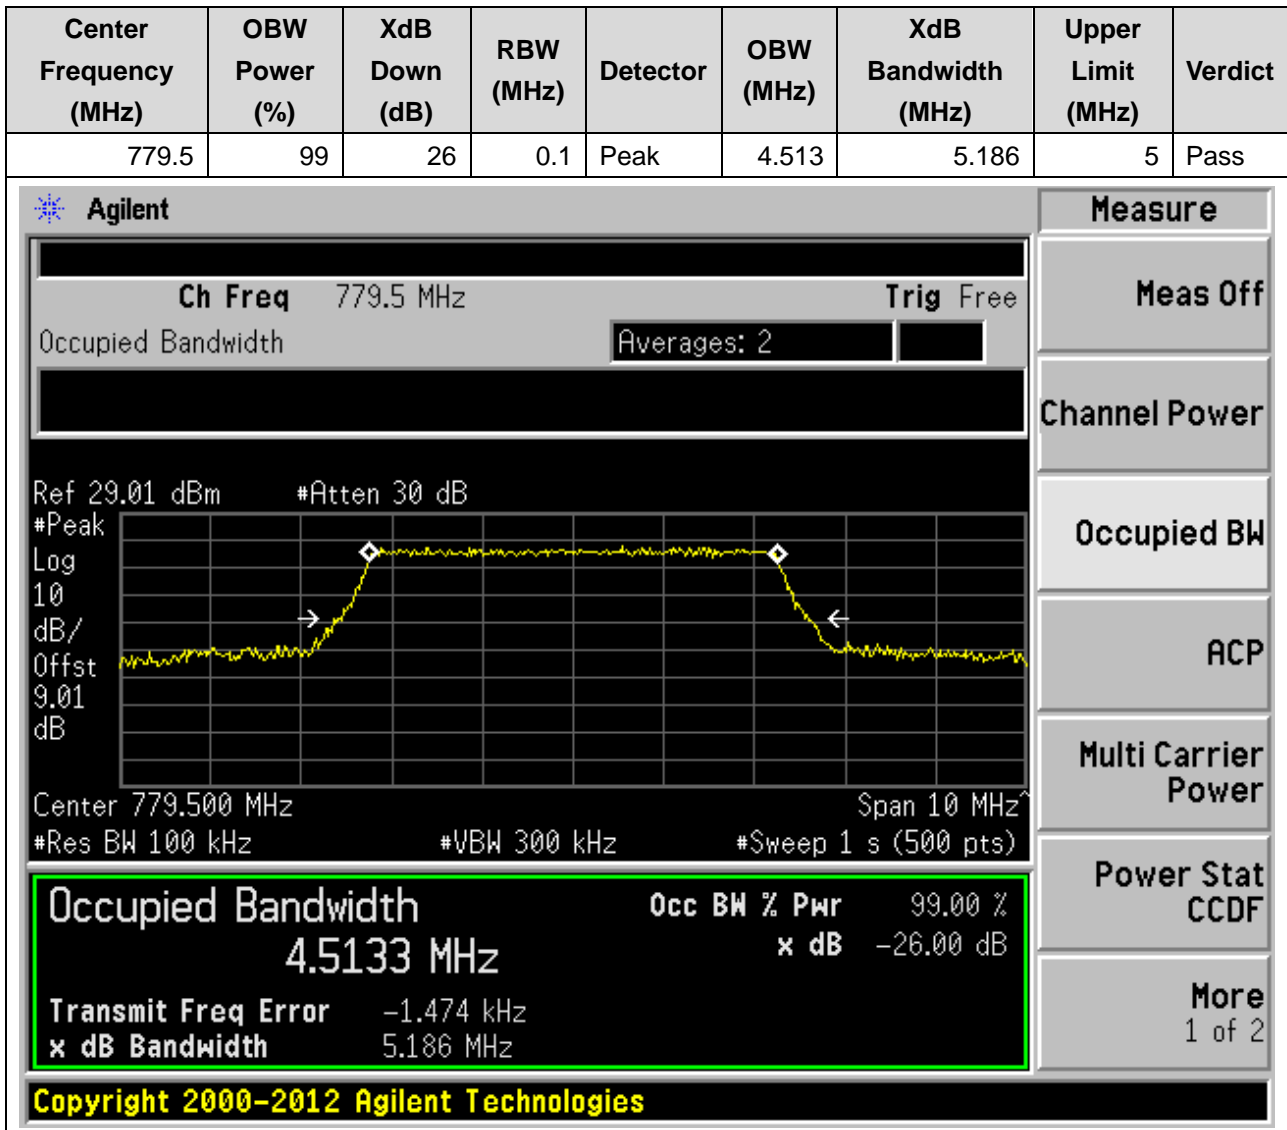 Center Frequency (MHz) OBW Power (%) XdB Down (dB) RBW (MHz) Detector OBW (MHz) XdB Bandwidth (MHz) Upper Limit (MHz) Verdict
779.5 99 26 0.1 Peak 4.513 5.186 5 Pass
Agilent
Ch Freq 779.5 MHz Trig Free
Occupied Bandwidth Averages: 2
Ref 29.01 dBm #Atten 30 dB
#Peak
Log
10
dB/
Offst
9.01
dB
Center 779.500 MHz Span 10 MHz^
#Res BW 100 kHz #VBW 300 kHz #Sweep 1 s (500 pts)
Occupied Bandwidth Occ BW % Pwr 99.00 %
4.5133 MHz x dB -26.00 dB
Transmit Freq Error -1.474 kHz
x dB Bandwidth 5.186 MHz
Copyright 2000-2012 Agilent Technologies
Measure
Meas Off
Channel Power
Occupied BW
ACP
Multi Carrier
Power
Power Stat
CCDF
More
1 of 2